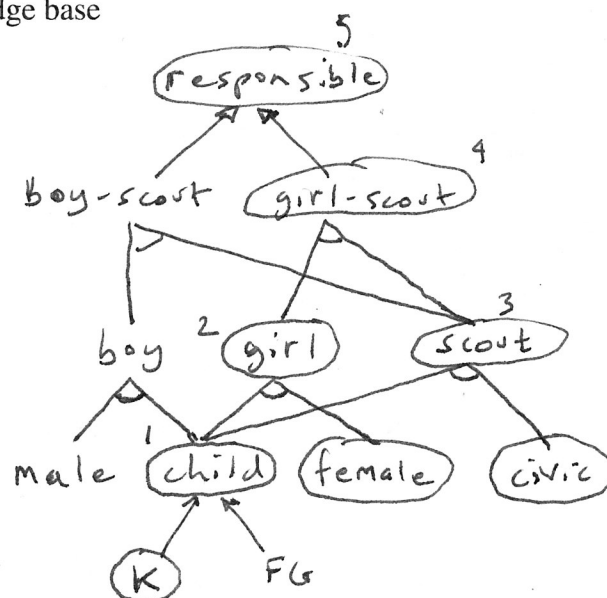 dge base
5
responsible
4
boy-scout girl-scout
3
2
boy girl scout
1
male child female civic
K FG